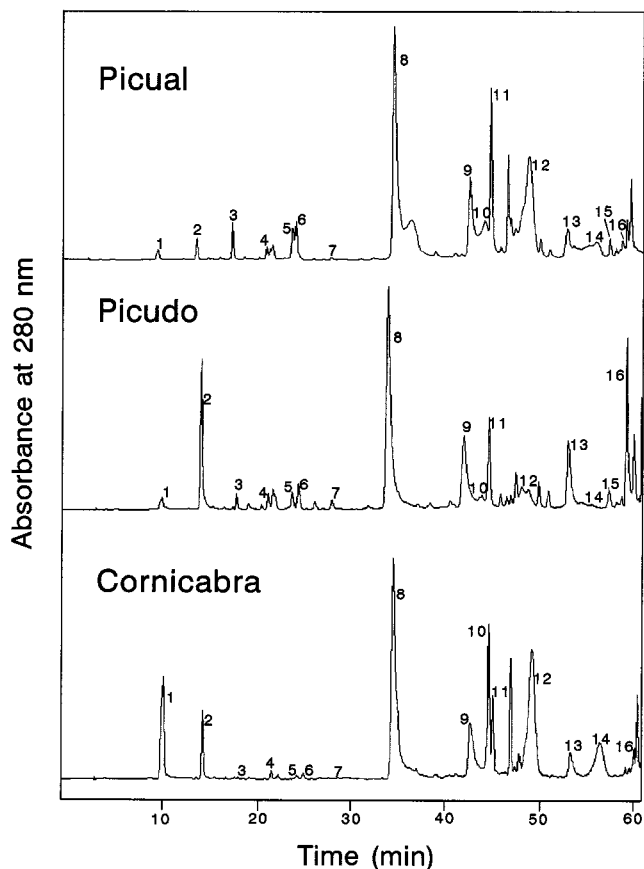 Absorbance at 280 nm
Picual
1 2 3 4 5 6 7 8 9 10 11 12 13 14 15 16
Picudo
1 2 3 4 5 6 7 8 9 10 11 12 13 14 15 16
Cornicabra
1 2 3 4 5 6 7 8 9 10 11 12 13 14 16
10 20 30 40 50 60
Time (min)